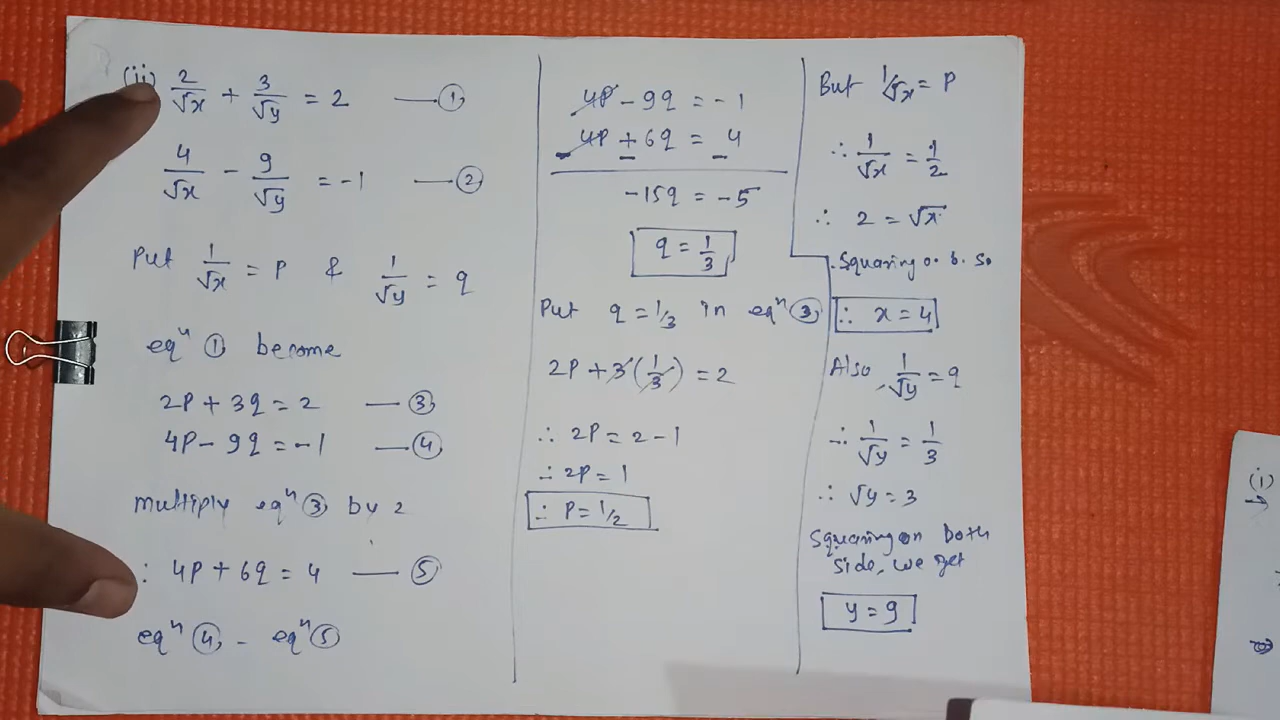 (ii) 2/√x + 3/√y = 2 —— ①
4/√x - 9/√y = -1 —— ②
Put 1/√x = P & 1/√y = q
eqⁿ ① become
2P + 3q = 2 —— ③
4P - 9q = -1 —— ④
multiply eqⁿ ③ by 2
∴ 4P + 6q = 4 —— ⑤
eqⁿ ④ - eqⁿ ⑤
4P - 9q = -1
4P + 6q = 4
- - -
-15q = -5
q = 1/3
Put q = 1/3 in eqⁿ ③
2P + 3(1/3) = 2
∴ 2P = 2 - 1
∴ 2P = 1
∴ P = 1/2
But 1/√x = P
∴ 1/√x = 1/2
∴ 2 = √x
Squaring o. b. s.
∴ x = 4
Also, 1/√y = q
∴ 1/√y = 1/3
∴ √y = 3
Squaring on both
side, we get
y = 9
(i)